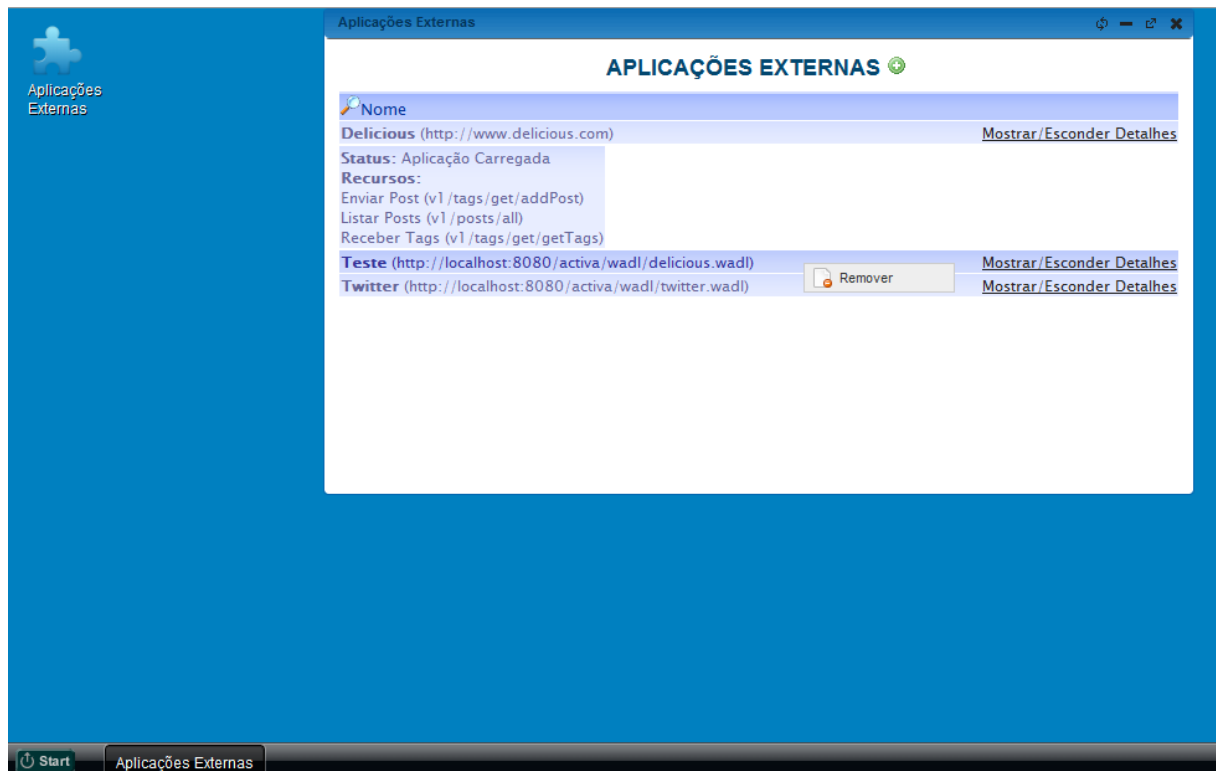 Aplicações
Externas
Aplicações Externas
APLICAÇÕES EXTERNAS
Nome
Delicious (http://www.delicious.com) Mostrar/Esconder Detalhes
Status: Aplicação Carregada
Recursos:
Enviar Post (v1/tags/get/addPost)
Listar Posts (v1/posts/all)
Receber Tags (v1/tags/get/getTags)
Teste (http://localhost:8080/activa/wadl/delicious.wadl) Mostrar/Esconder Detalhes
Remover
Twitter (http://localhost:8080/activa/wadl/twitter.wadl) Mostrar/Esconder Detalhes
Start Aplicações Externas